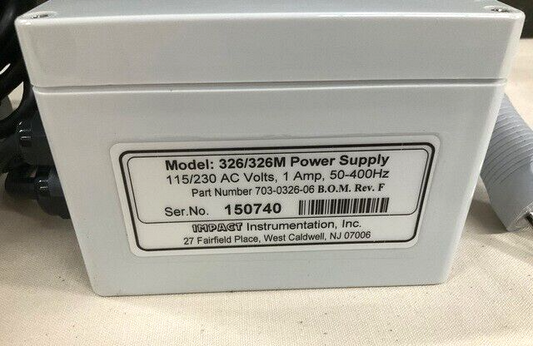 Model: 326/326M Power Supply
115/230 AC Volts, 1 Amp, 50-400Hz
Part Number 703-0326-06 B.O.M. Rev. F
Ser.No. 150740
IMPACT Instrumentation, Inc.
27 Fairfield Place, West Caldwell, NJ 07006